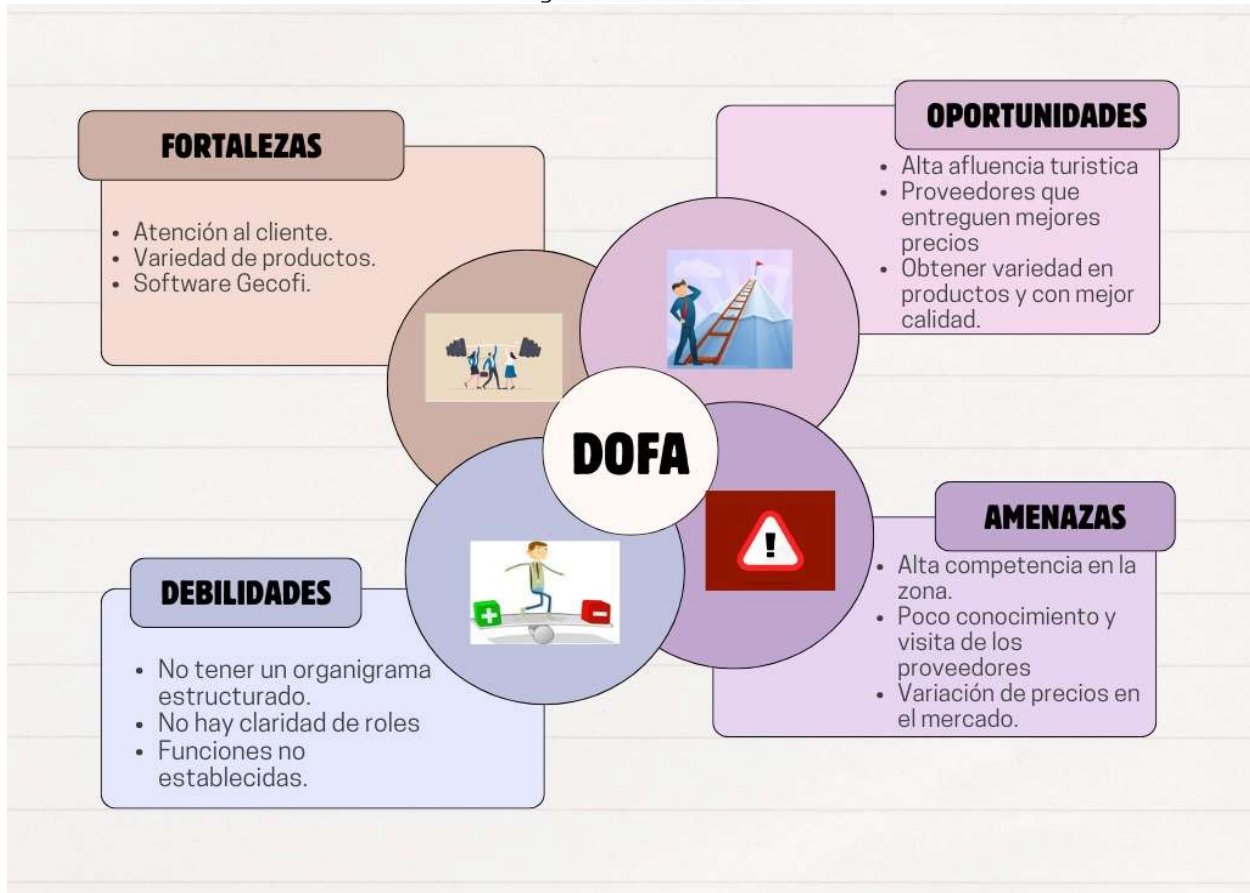 FORTALEZAS
• Atención al cliente.
• Variedad de productos.
• Software Gecofi.
OPORTUNIDADES
• Alta afluencia turistica
• Proveedores que
entreguen mejores
precios
• Obtener variedad en
productos y con mejor
calidad.
DOFA
DEBILIDADES
• No tener un organigrama
estructurado.
• No hay claridad de roles
• Funciones no
establecidas.
AMENAZAS
• Alta competencia en la
zona.
• Poco conocimiento y
visita de los
proveedores
• Variación de precios en
el mercado.